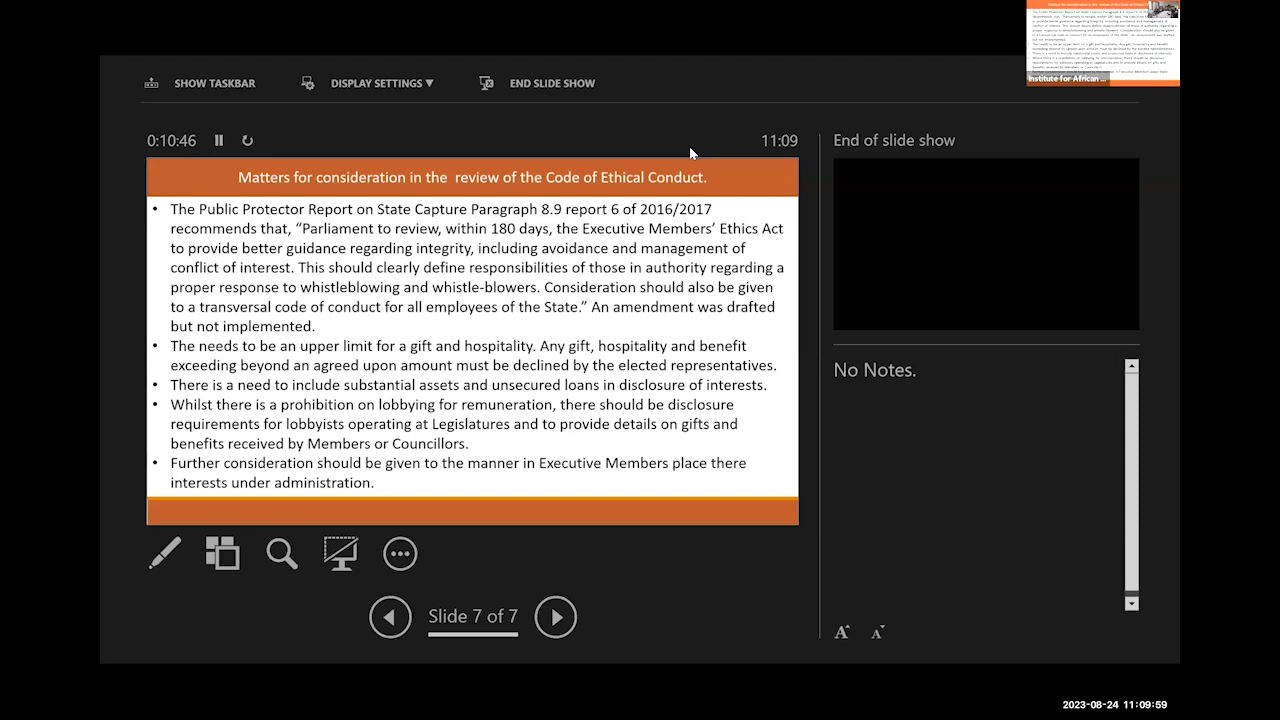 SHOW TASKBAR
END SLIDE SHOW
Institute for African ...
0:10:46
11:09
End of slide show
Matters for consideration in the review of the Code of Ethical Conduct.
• The Public Protector Report on State Capture Paragraph 8.9 report 6 of 2016/2017
recommends that, “Parliament to review, within 180 days, the Executive Members’ Ethics Act
to provide better guidance regarding integrity, including avoidance and management of
conflict of interest. This should clearly define responsibilities of those in authority regarding a
proper response to whistleblowing and whistle-blowers. Consideration should also be given
to a transversal code of conduct for all employees of the State.” An amendment was drafted
but not implemented.
• The needs to be an upper limit for a gift and hospitality. Any gift, hospitality and benefit
exceeding beyond an agreed upon amount must be declined by the elected representatives.
• There is a need to include substantial assets and unsecured loans in disclosure of interests.
• Whilst there is a prohibition on lobbying for remuneration, there should be disclosure
requirements for lobbyists operating at Legislatures and to provide details on gifts and
benefits received by Members or Councillors.
• Further consideration should be given to the manner in Executive Members place there
interests under administration.
No Notes.
Slide 7 of 7
A A
2023-08-24 11:09:59